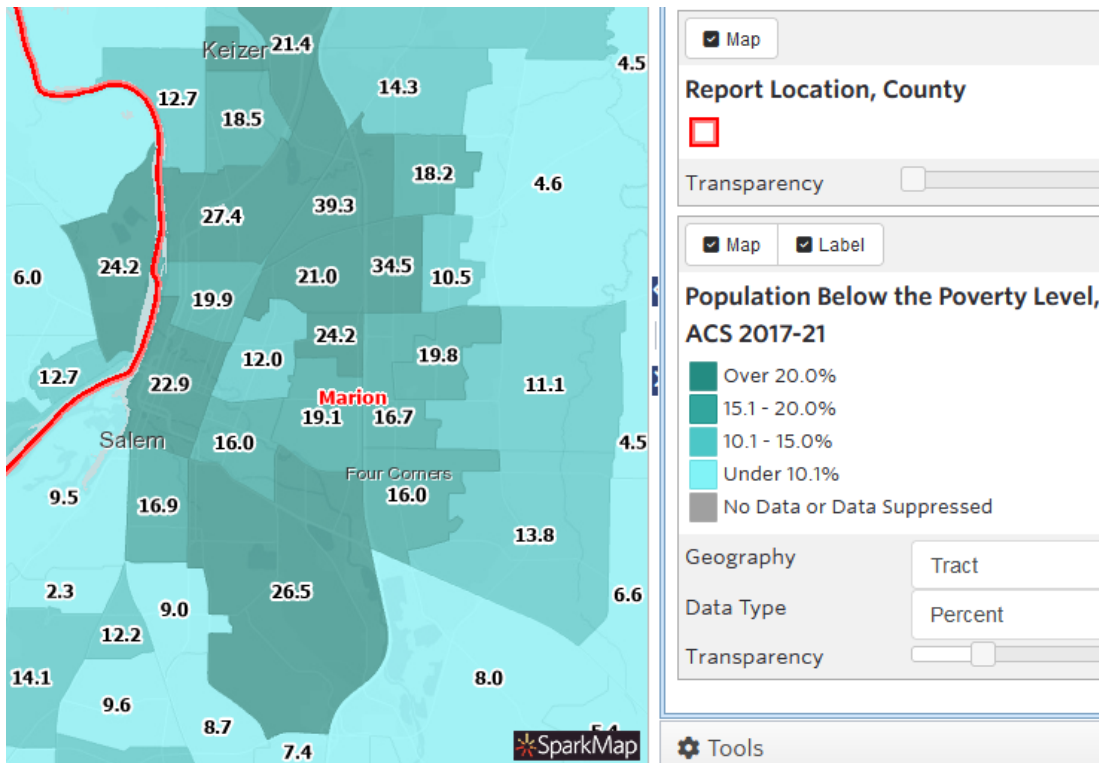 Keizer
21.4
4.5
14.3
12.7
18.5
18.2
4.6
39.3
27.4
24.2
34.5
6.0
21.0
10.5
19.9
24.2
19.8
12.0
12.7
22.9
11.1
Marion
19.1
16.7
Salem
16.0
4.5
Four Corners
9.5
16.0
16.9
13.8
2.3
26.5
6.6
9.0
12.2
14.1
8.0
9.6
8.7
7.4
SparkMap
Map
Report Location, County
Transparency
Map
Label
Population Below the Poverty Level,
ACS 2017-21
Over 20.0%
15.1 - 20.0%
10.1 - 15.0%
Under 10.1%
No Data or Data Suppressed
Geography
Tract
Data Type
Percent
Transparency
Tools